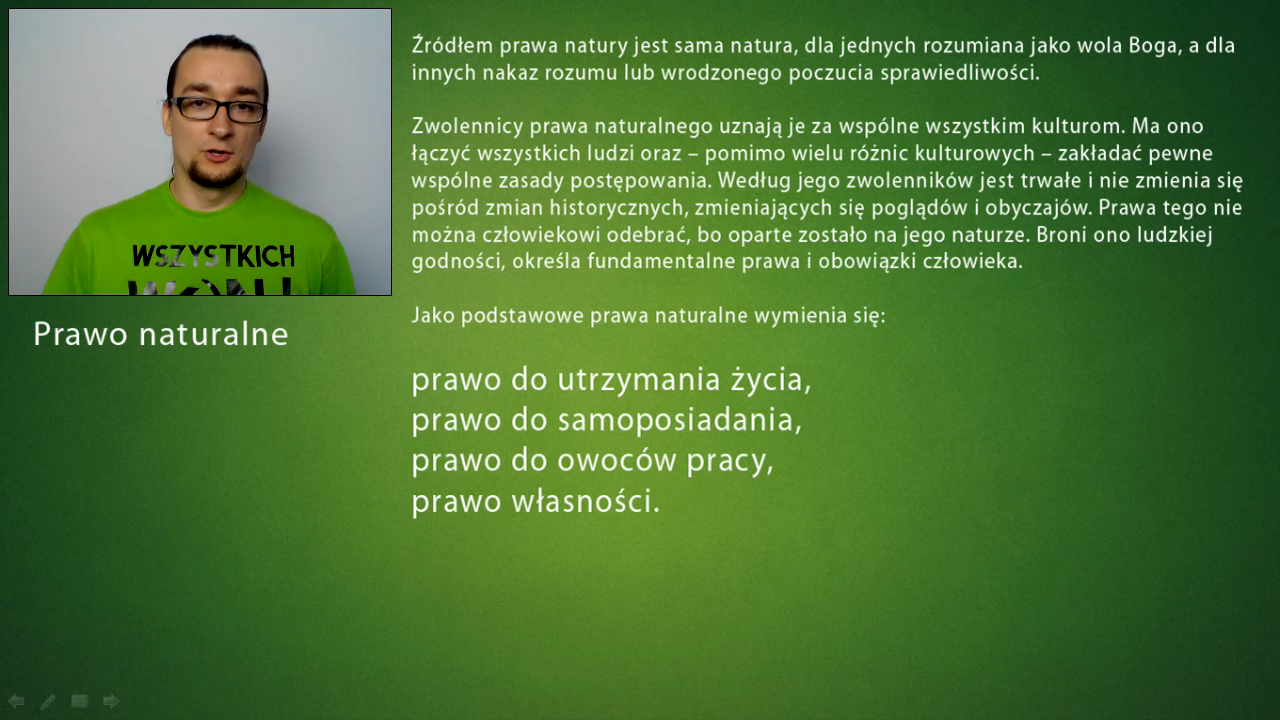 WSZYSTKICH
Prawo naturalne
Źródłem prawa natury jest sama natura, dla jednych rozumiana jako wola Boga, a dla
innych nakaz rozumu lub wrodzonego poczucia sprawiedliwości.
Zwolennicy prawa naturalnego uznają je za wspólne wszystkim kulturom. Ma ono
łączyć wszystkich ludzi oraz – pomimo wielu różnic kulturowych – zakładać pewne
wspólne zasady postępowania. Według jego zwolenników jest trwałe i nie zmienia się
pośród zmian historycznych, zmieniających się poglądów i obyczajów. Prawa tego nie
można człowiekowi odebrać, bo oparte zostało na jego naturze. Broni ono ludzkiej
godności, określa fundamentalne prawa i obowiązki człowieka.
Jako podstawowe prawa naturalne wymienia się:
prawo do utrzymania życia,
prawo do samoposiadania,
prawo do owoców pracy,
prawo własności.